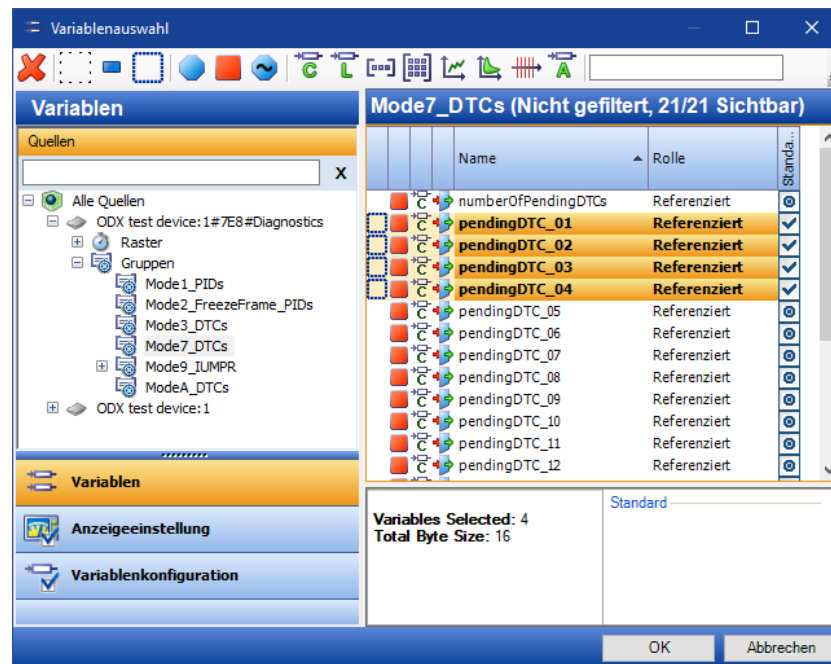 Variablenauswahl
Variablen
Quellen
X
Alle Quellen
ODX test device:1#7E8#Diagnostics
Raster
Gruppen
Mode1_PIDs
Mode2_FreezeFrame_PIDs
Mode3_DTCs
Mode7_DTCs
Mode9_IUMPR
ModeA_DTCs
ODX test device:1
Variablen
Anzeigeeinstellung
Variablenkonfiguration
C L A
Mode7_DTCs (Nicht gefiltert, 21/21 Sichtbar)
Name Rolle Standa...
C numberOfPendingDTCs Referenziert
C pendingDTC_01 Referenziert
C pendingDTC_02 Referenziert
C pendingDTC_03 Referenziert
C pendingDTC_04 Referenziert
C pendingDTC_05 Referenziert
C pendingDTC_06 Referenziert
C pendingDTC_07 Referenziert
C pendingDTC_08 Referenziert
C pendingDTC_09 Referenziert
C pendingDTC_10 Referenziert
C pendingDTC_11 Referenziert
C pendingDTC_12 Referenziert
Variables Selected: 4
Total Byte Size: 16
Standard
OK Abbrechen